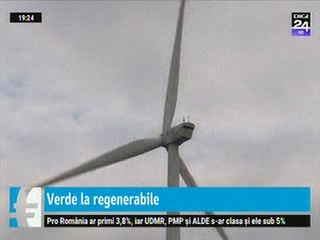 19:24
DIGI
24
HD
Verde la regenerabile
Pro România ar primi 3,8%, iar UDMR, PMP și ALDE s-ar clasa și ele sub 5%